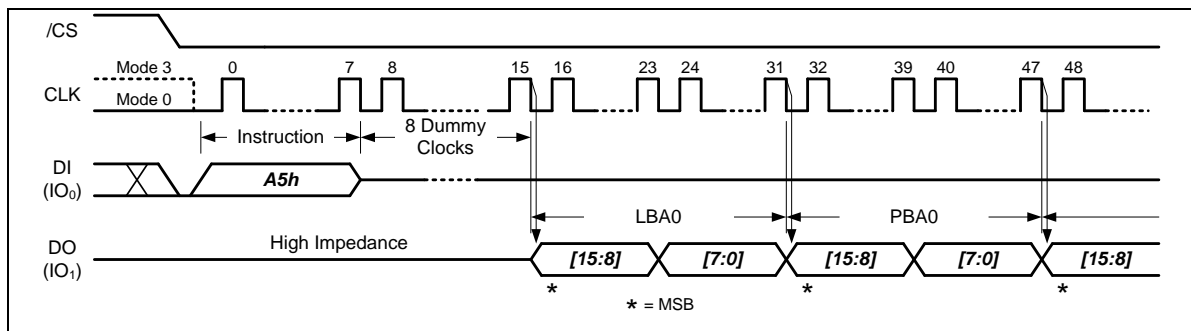 /CS
Mode 3 0 7 8 15 16 23 24 31 32 39 40 47 48
CLK
Mode 0
Instruction 8 Dummy Clocks
DI (IO₀) A5h
LBA0 PBA0
DO (IO₁) High Impedance [15:8] [7:0] [15:8] [7:0] [15:8]
* * *
* = MSB